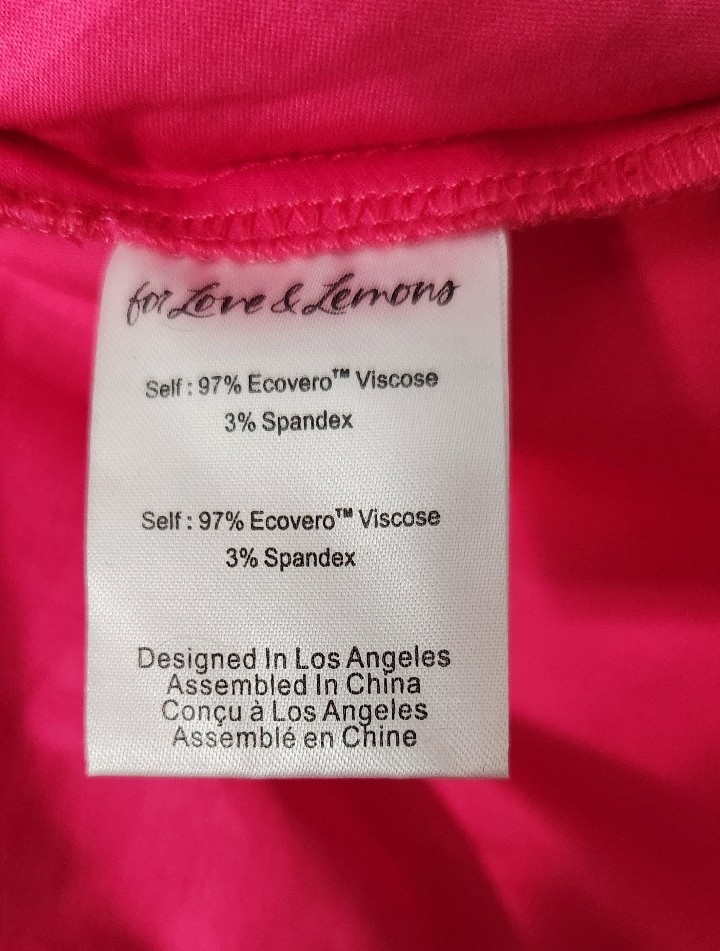 for Love & Lemons
Self : 97% Ecovero™ Viscose
3% Spandex
Self : 97% Ecovero™ Viscose
3% Spandex
Designed In Los Angeles
Assembled In China
Conçu à Los Angeles
Assemblé en Chine